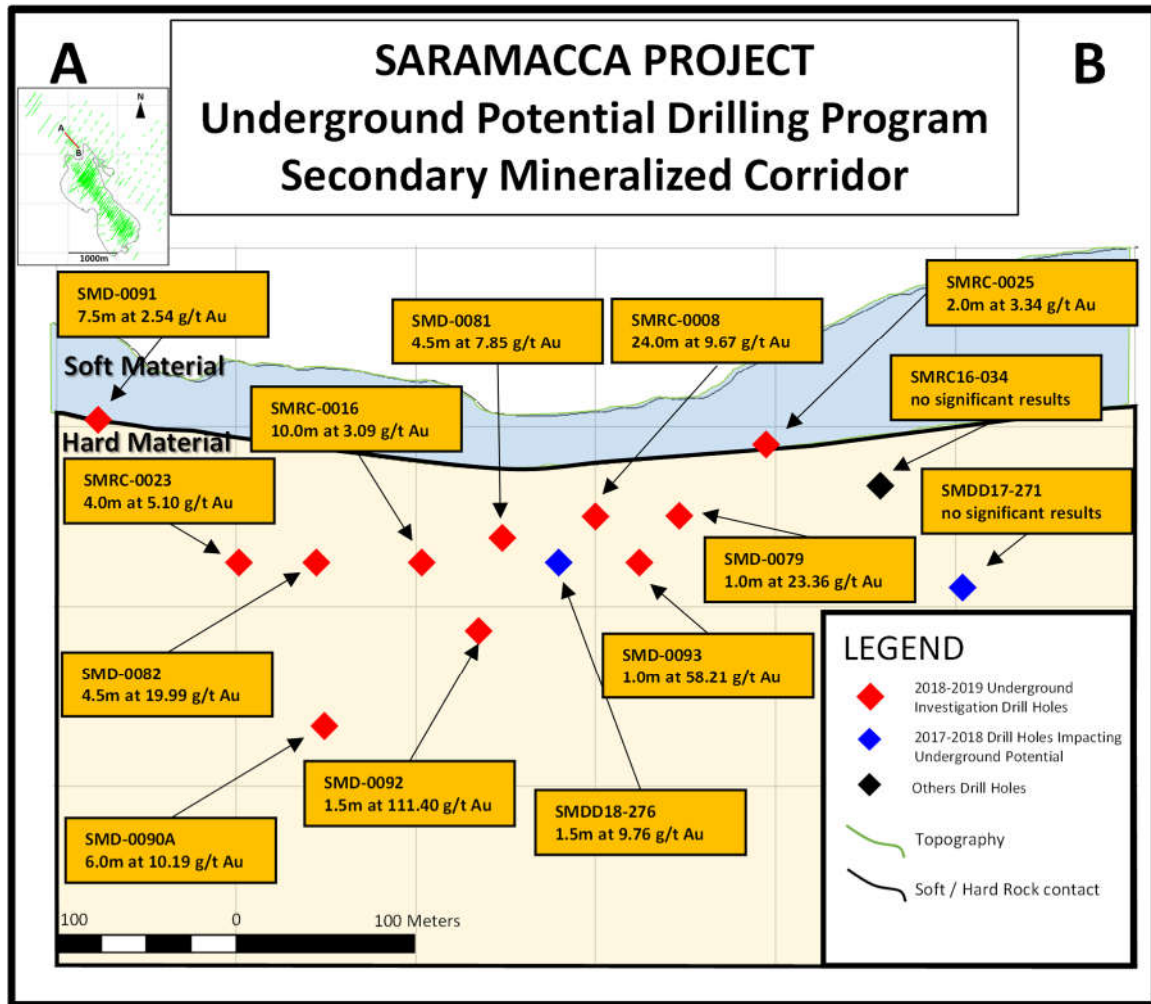 A
B
SARAMACCA PROJECT
Underground Potential Drilling Program
Secondary Mineralized Corridor
N
A
B
1000m
SMD-0091
7.5m at 2.54 g/t Au
SMD-0081
4.5m at 7.85 g/t Au
SMRC-0008
24.0m at 9.67 g/t Au
SMRC-0025
2.0m at 3.34 g/t Au
Soft Material
SMRC16-034
no significant results
SMRC-0016
10.0m at 3.09 g/t Au
Hard Material
SMRC-0023
4.0m at 5.10 g/t Au
SMDD17-271
no significant results
SMD-0079
1.0m at 23.36 g/t Au
SMD-0082
4.5m at 19.99 g/t Au
SMD-0093
1.0m at 58.21 g/t Au
SMD-0092
1.5m at 111.40 g/t Au
SMDD18-276
1.5m at 9.76 g/t Au
SMD-0090A
6.0m at 10.19 g/t Au
LEGEND
2018-2019 Underground
Investigation Drill Holes
2017-2018 Drill Holes Impacting
Underground Potential
Others Drill Holes
Topography
Soft / Hard Rock contact
100 0 100 Meters